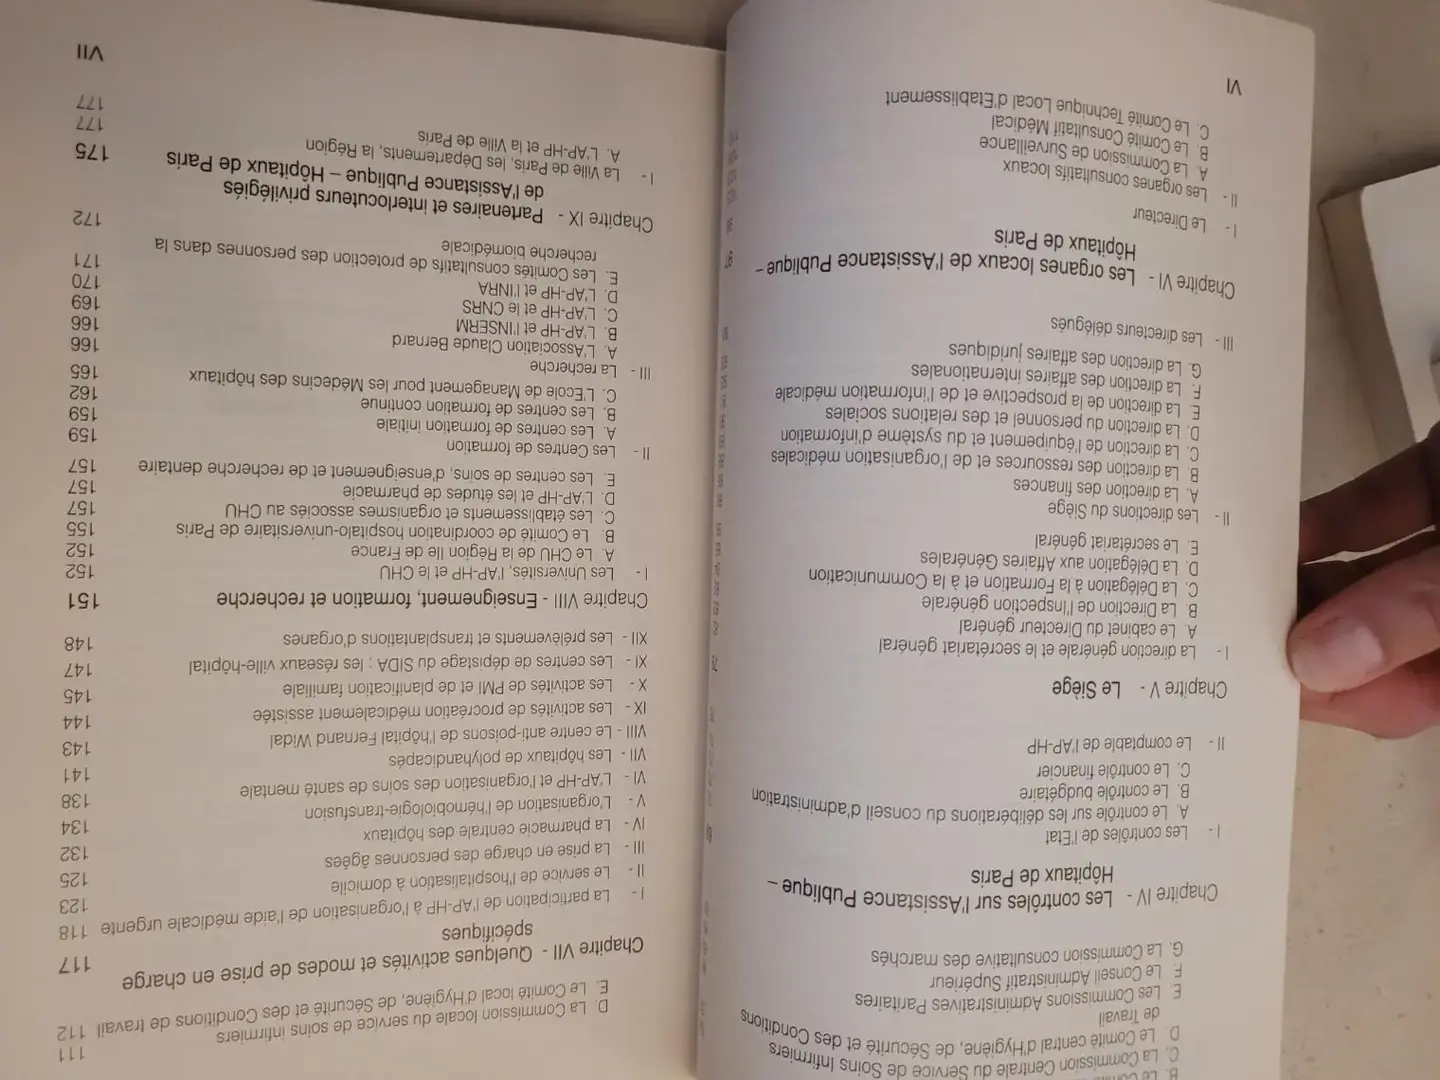 B. Le Comité
C. La Commission Centrale du Service de Soins Infirmiers
D Le Comité central d'Hygiène, de Sécurité et des Conditions
de Travail
E Les Commissions Administratives Paritaires
F Le Conseil Administratif Supérieur
G. La Commission consultative des marchés
Chapitre IV - Les contrôles sur l'Assistance Publique –
Hôpitaux de Paris
I - Les contrôles de l'Etat
A. Le contrôle sur les délibérations du conseil d'administration
B. Le contrôle budgétaire
C. Le contrôle financier
II - Le comptable de l'AP-HP
Chapitre V - Le Siège
I - La direction générale et le secrétariat général
A. Le cabinet du Directeur général
B La Direction de l'Inspection générale
C. La Délégation à la Formation et à la Communication
D. La Délégation aux Affaires Générales
E. Le secrétariat général
II - Les directions du Siège
A. La direction des finances
B La direction des ressources et de l'organisation médicales
C. La direction de l'équipement et du système d'information
D. La direction du personnel et des relations sociales
E La direction de la prospective et de l'information médicale
F. La direction des affaires internationales
G. La direction des affaires juridiques
III - Les directeurs délégués
Chapitre VI - Les organes locaux de l'Assistance Publique – 97
Hôpitaux de Paris
I - Le Directeur
II - Les organes consultatifs locaux
A. La Commission de Surveillance
B. Le Comité Consultatif Médical
C. Le Comité Technique Local d'Etablissement
VI
D. La Commission locale du service de soins infirmiers 111
E. Le Comité local d'Hygiène, de Sécurité et des Conditions de travail 112
Chapitre VII - Quelques activités et modes de prise en charge 117
spécifiques
I - La participation de l'AP-HP à l'organisation de l'aide médicale urgente 118
II - Le service de l'hospitalisation à domicile 123
III - La prise en charge des personnes âgées 125
IV - La pharmacie centrale des hôpitaux 132
V - L'organisation de l'hémobiologie-transfusion 134
VI - L'AP-HP et l'organisation des soins de santé mentale 138
VII - Les hôpitaux de polyhandicapés 141
VIII - Le centre anti-poisons de l'hôpital Fernand Widal 143
IX - Les activités de procréation médicalement assistée 144
X - Les activités de PMI et de planification familiale 145
XI - Les centres de dépistage du SIDA ; les réseaux ville-hôpital 147
XII - Les prélèvements et transplantations d'organes 148
Chapitre VIII - Enseignement, formation et recherche 151
I - Les Universités, l'AP-HP et le CHU 152
A. Le CHU de la Région Ile de France 152
B Le Comité de coordination hospitalo-universitaire de Paris 155
C Les établissements et organismes associés au CHU 157
D. L'AP-HP et les études de pharmacie 157
E. Les centres de soins, d'enseignement et de recherche dentaire 157
II - Les Centres de formation 159
A. Les centres de formation initiale 159
B. Les centres de formation continue 162
C. L'Ecole de Management pour les Médecins des hôpitaux 165
III - La recherche 166
A. L'Association Claude Bernard 166
B. L'AP-HP et l'INSERM 169
C. L'AP-HP et le CNRS 170
D. L'AP-HP et l'INRA 171
E. Les Comités consultatifs de protection des personnes dans la
recherche biomédicale 172
Chapitre IX - Partenaires et interlocuteurs privilégiés
de l'Assistance Publique – Hôpitaux de Paris 175
I - La Ville de Paris, les Départements, la Région 177
A. L'AP-HP et la Ville de Paris 177
VII